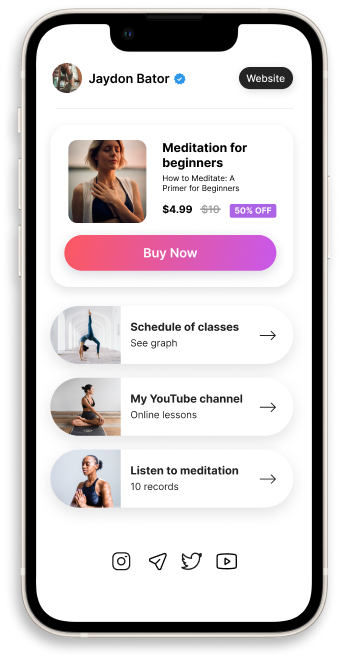 Jaydon Bator
Website
Meditation for
beginners
How to Meditate: A
Primer for Beginners
$4.99 $10 50% OFF
Buy Now
Schedule of classes
See graph
My YouTube channel
Online lessons
Listen to meditation
10 records